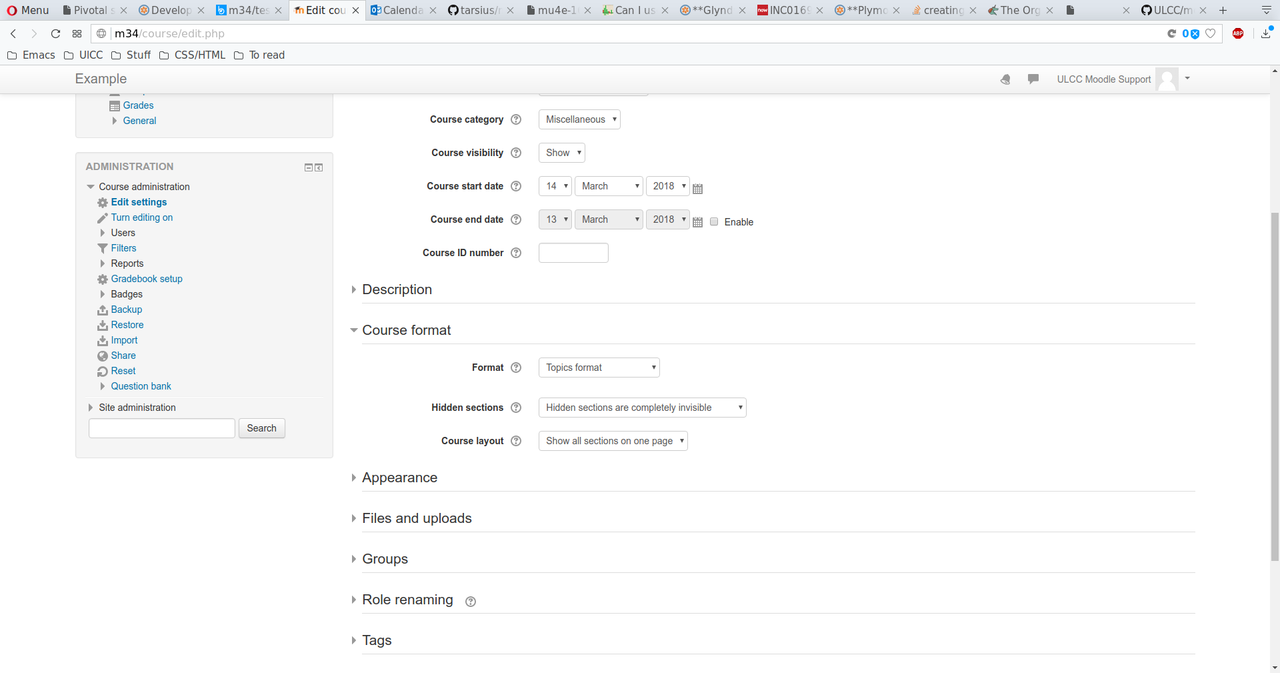 Menu Pivotal s Develop m34/te Edit cou Calenda tarsius/ mu4e-1 Can I us **Glynd INC016 **Plym creating The Org ULCC/m
m34/course/edit.php 0 ABP
Emacs UICC Stuff CSS/HTML To read
Example ULCC Moodle Support
Grades
General
ADMINISTRATION
Course administration
Edit settings
Turn editing on
Users
Filters
Reports
Gradebook setup
Badges
Backup
Restore
Import
Share
Reset
Question bank
Site administration
Search
Course category Miscellaneous
Course visibility Show
Course start date 14 March 2018
Course end date 13 March 2018 Enable
Course ID number
Description
Course format
Format Topics format
Hidden sections Hidden sections are completely invisible
Course layout Show all sections on one page
Appearance
Files and uploads
Groups
Role renaming
Tags